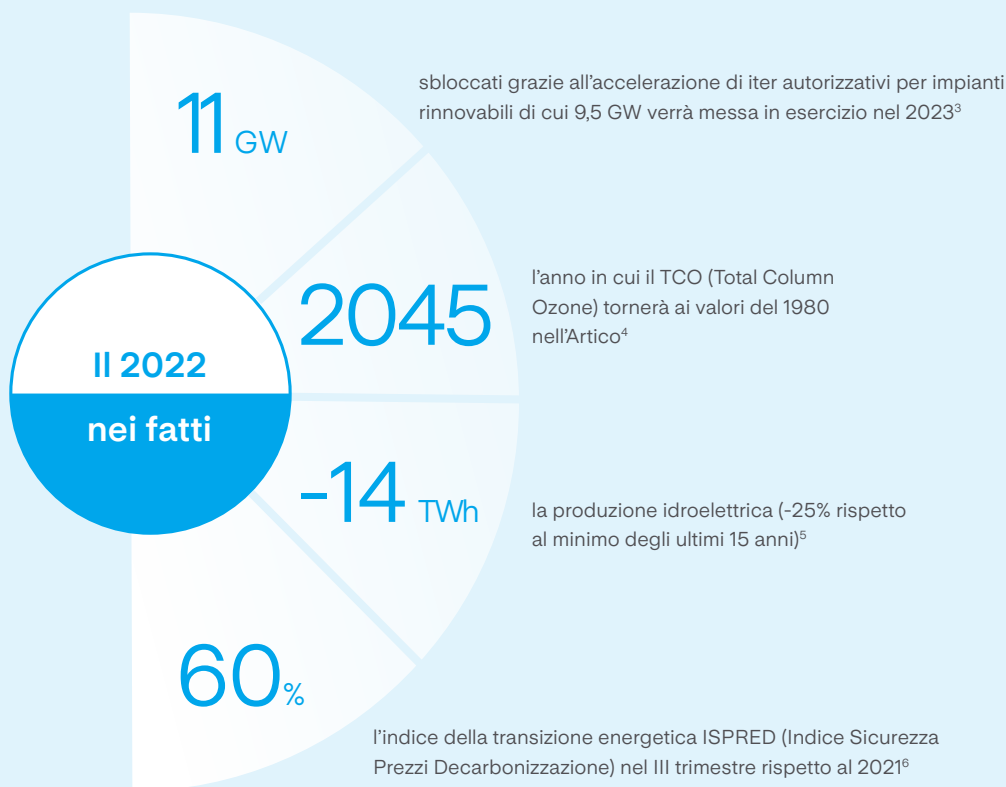 11 GW
sbloccati grazie all'accelerazione di iter autorizzativi per impianti
rinnovabili di cui 9,5 GW verrà messa in esercizio nel 2023³
2045
l'anno in cui il TCO (Total Column
Ozone) tornerà ai valori del 1980
nell'Artico⁴
Il 2022
nei fatti
-14 TWh
la produzione idroelettrica (-25% rispetto
al minimo degli ultimi 15 anni)⁵
60%
l'indice della transizione energetica ISPRED (Indice Sicurezza
Prezzi Decarbonizzazione) nel III trimestre rispetto al 2021⁶